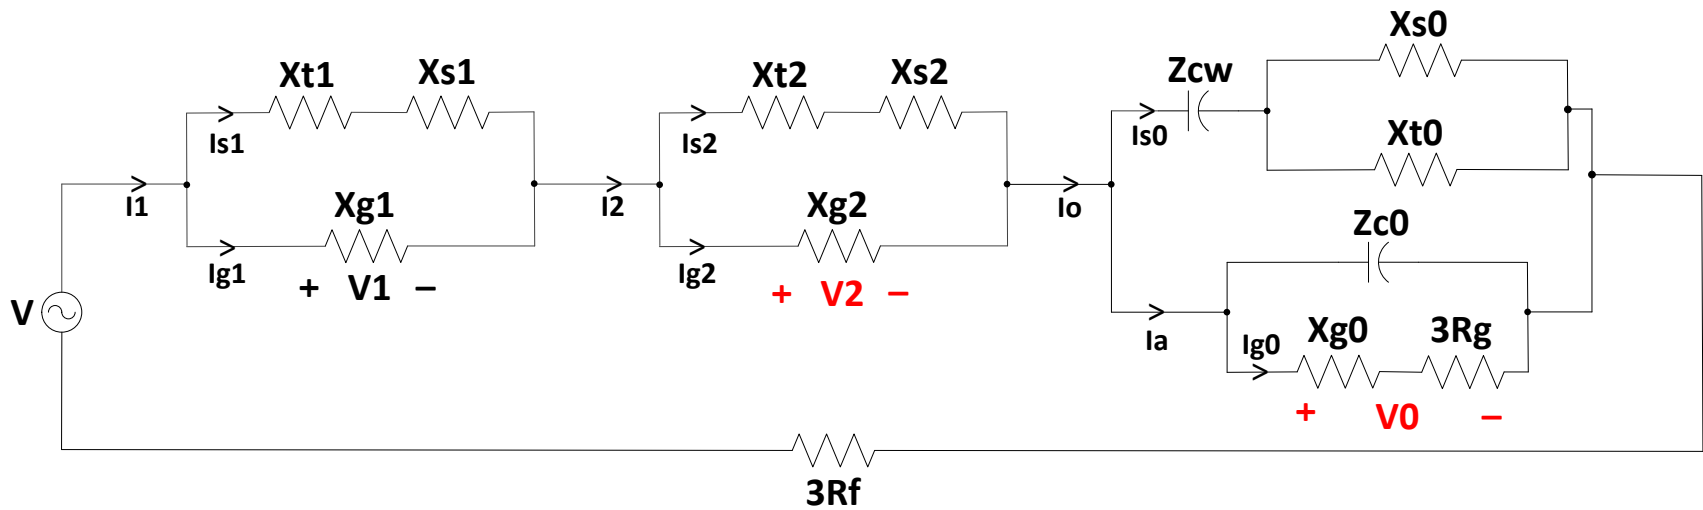 Xs0
Zcw
Xt1 Xs1 Xt2 Xs2
Is1 Is2 Is0
Xt0
I1 Xg1 I2 Xg2 Io
Zc0
Ig1 Ig2
+ V1 – + V2 –
V
Ia Ig0 Xg0 3Rg
+ V0 –
3Rf